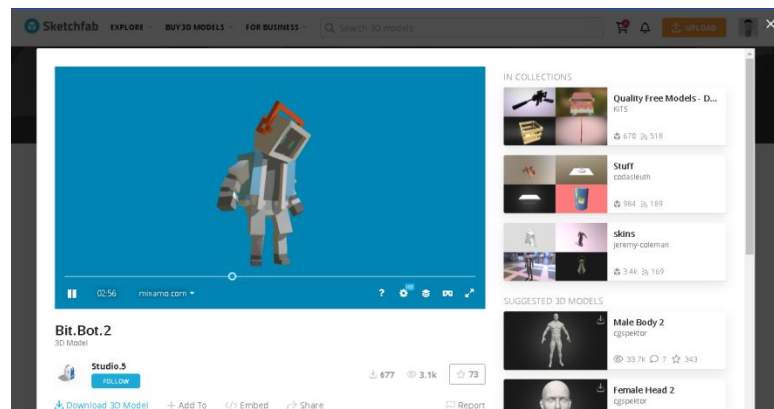 Sketchfab EXPLORE BUY 3D MODELS FOR BUSINESS Search 3D models UPLOAD
IN COLLECTIONS
Quality Free Models - D...
KITS
670 518
Stuff
codasleuth
984 189
skins
jeremy-coleman
3.4k 169
02:56 mixamo.com ? HD
SUGGESTED 3D MODELS
Male Body 2
cgspektor
33.7k 7 343
Female Head 2
cgspektor
Bit.Bot.2
3D Model
Studio.5
FOLLOW
677 3.1k 73
Download 3D Model + Add To </> Embed Share Report